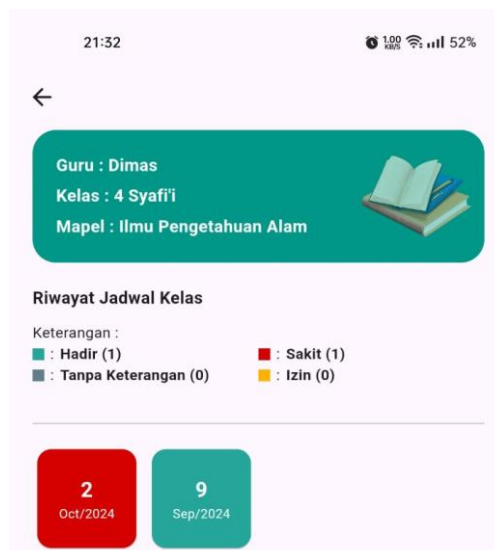 21:32
1.00 KB/S 52%
Guru : Dimas
Kelas : 4 Syafi'i
Mapel : Ilmu Pengetahuan Alam
Riwayat Jadwal Kelas
Keterangan :
: Hadir (1) : Sakit (1)
: Tanpa Keterangan (0) : Izin (0)
2 9
Oct/2024 Sep/2024